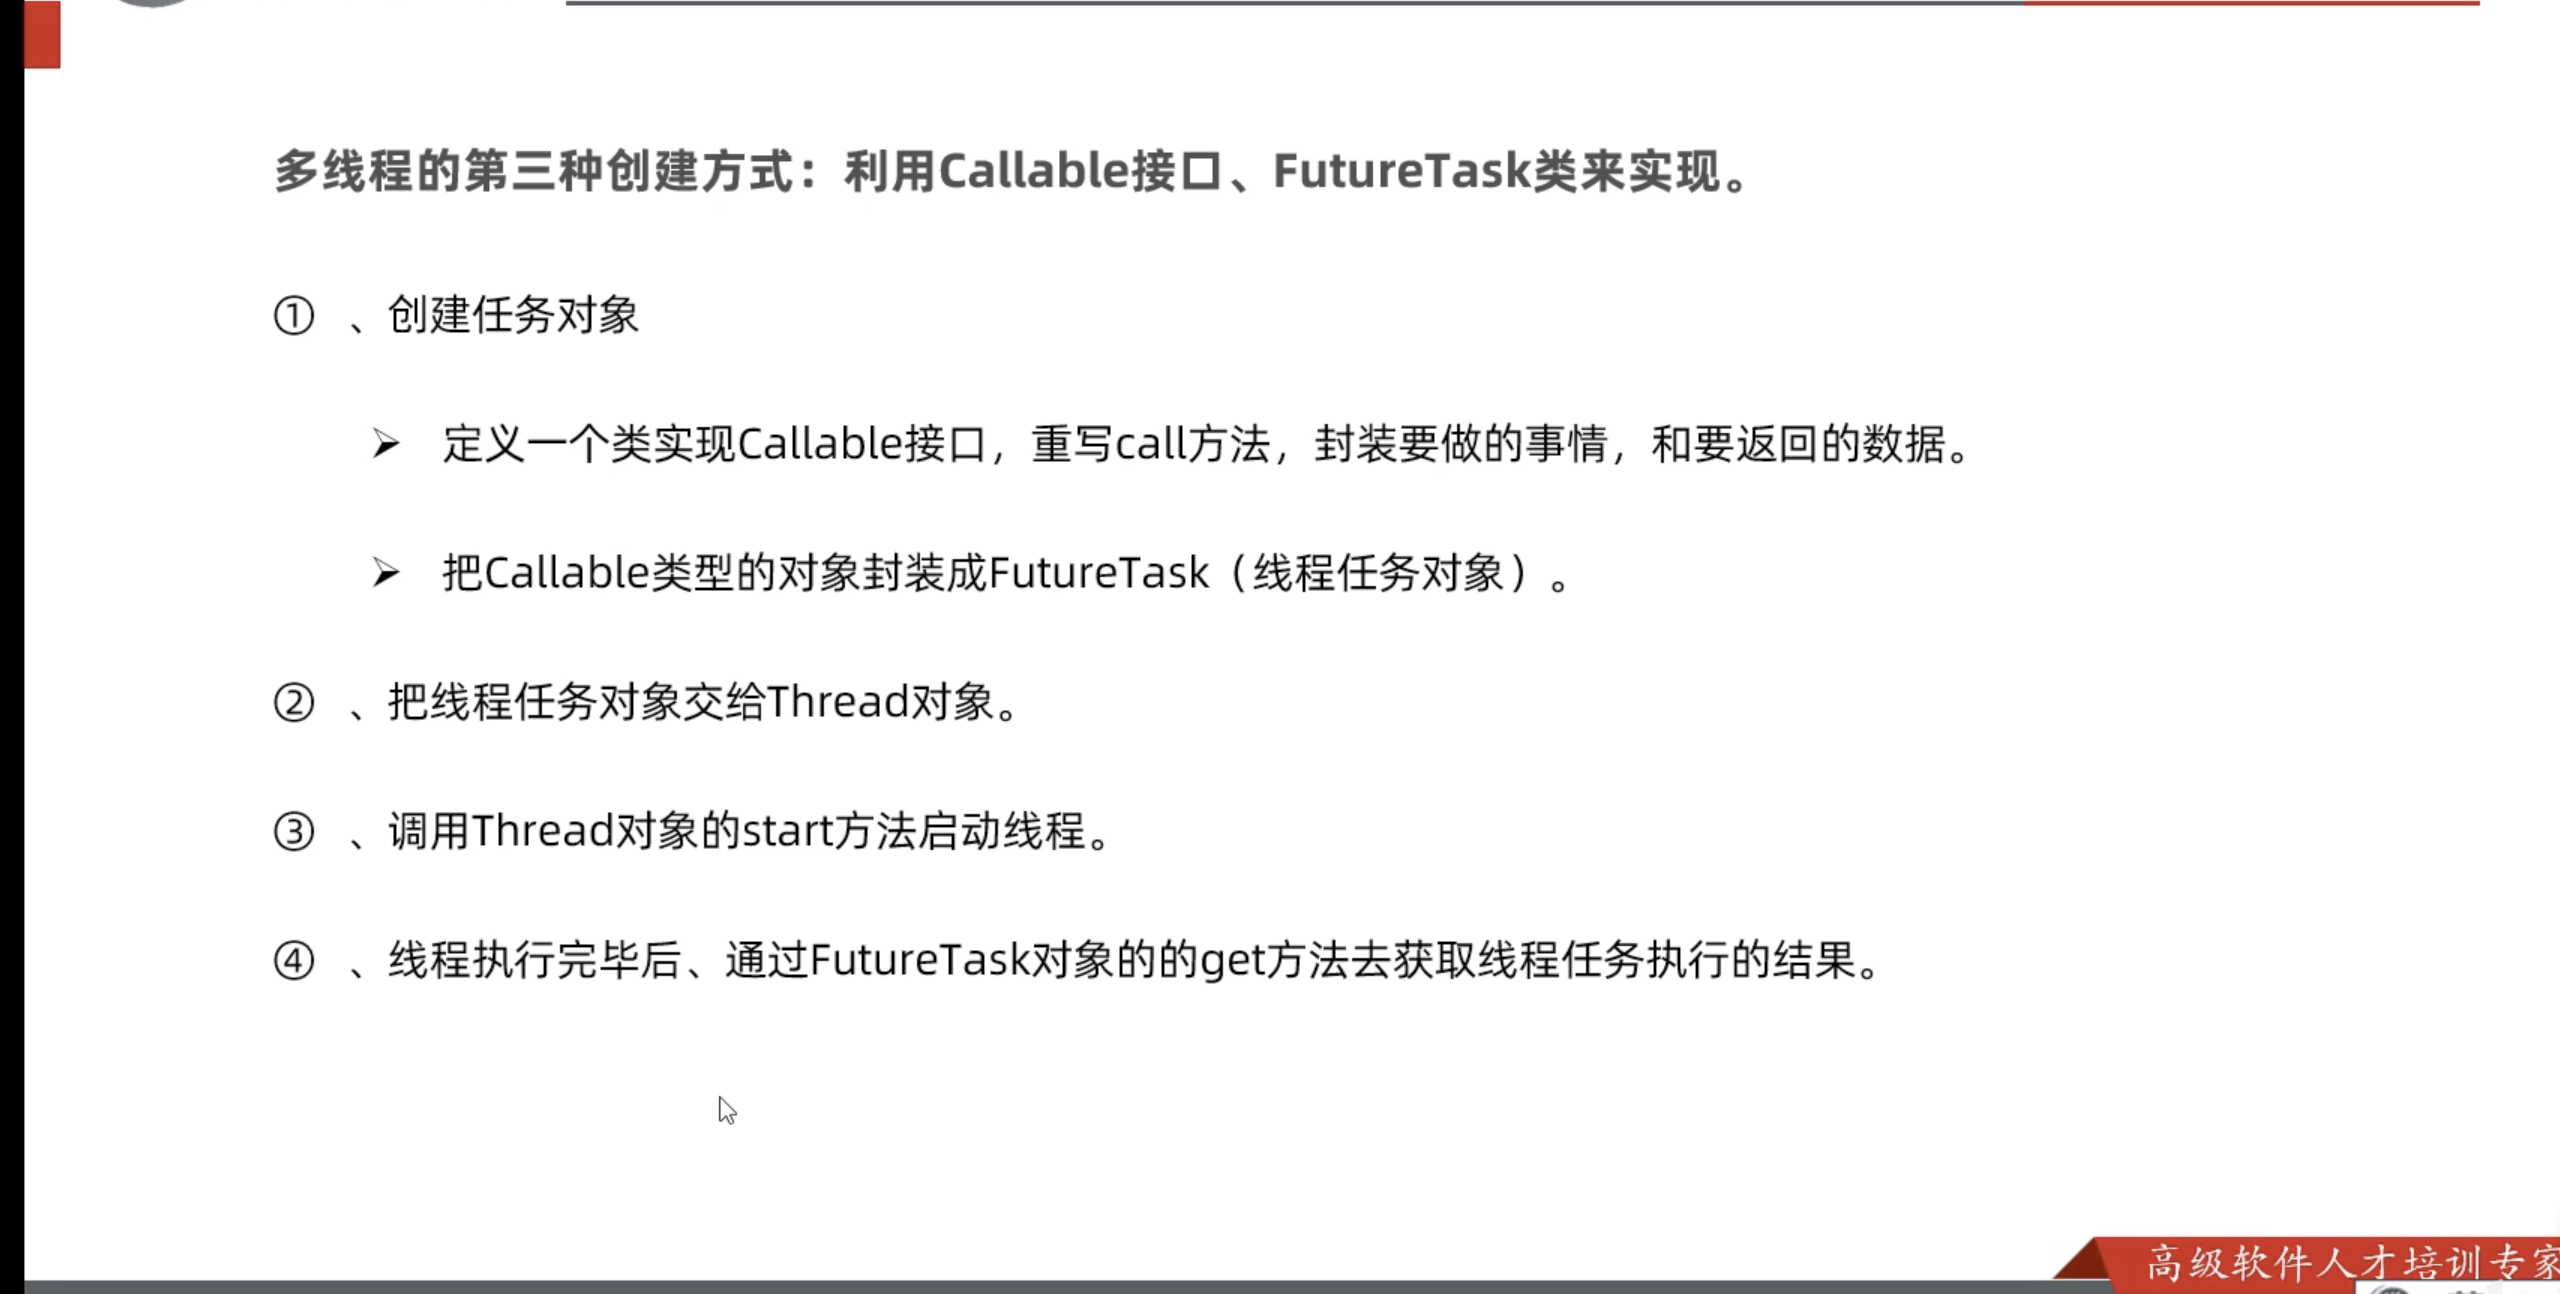 多线程的第三种创建方式：利用Callable接口、FutureTask类来实现。
① 、创建任务对象
➢ 定义一个类实现Callable接口，重写call方法，封装要做的事情，和要返回的数据。
➢ 把Callable类型的对象封装成FutureTask（线程任务对象）。
② 、把线程任务对象交给Thread对象。
③ 、调用Thread对象的start方法启动线程。
④ 、线程执行完毕后、通过FutureTask对象的的get方法去获取线程任务执行的结果。
高级软件人才培训专家